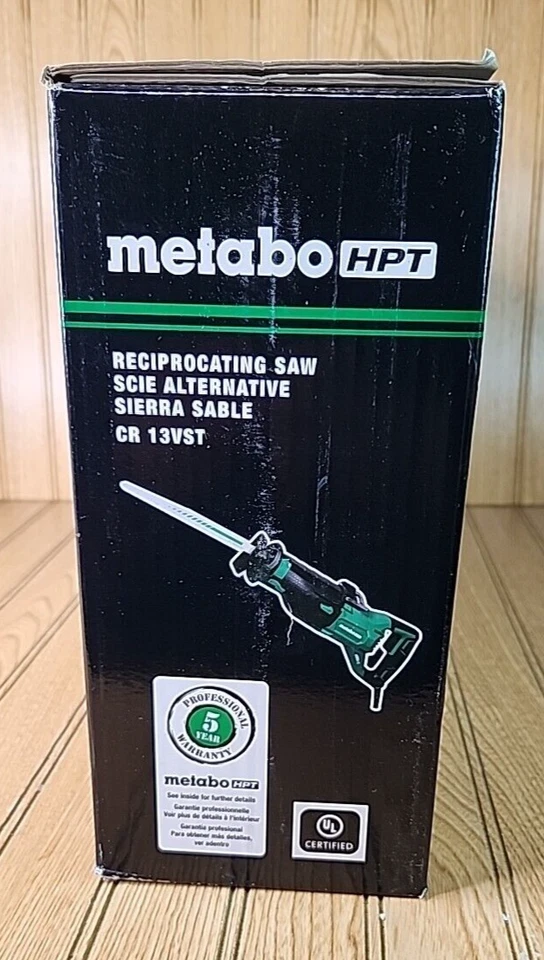 metabo HPT
RECIPROCATING SAW
SCIE ALTERNATIVE
SIERRA SABLE
CR 13VST
PROFESSIONAL
5
YEAR
WARRANTY
metabo HPT
See inside for further details
Garantie professionnelle
Voir plus de détails à l'intérieur
Garantía profesional
Para obtener más detalles,
ver adentro
UL
CERTIFIED